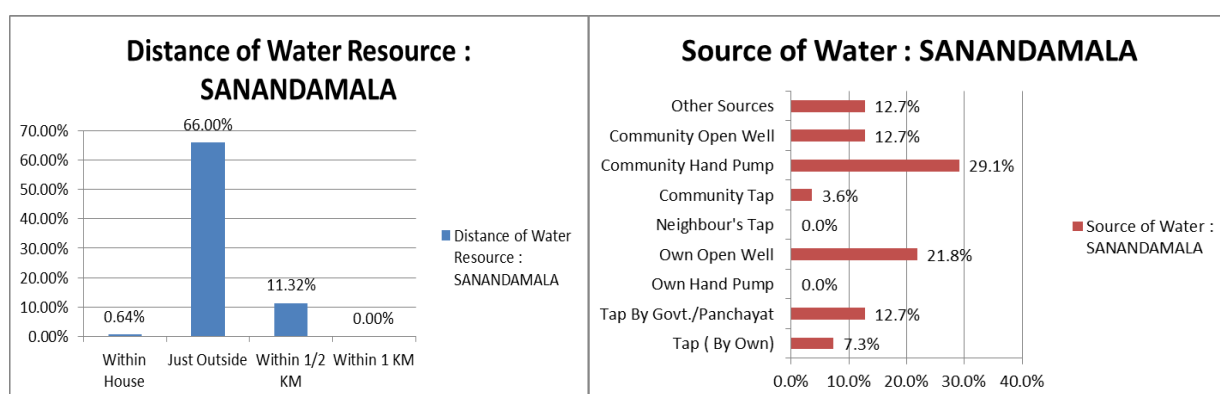 Distance of Water Resource :
SANANDAMALA
70.00%
60.00%
50.00%
40.00%
30.00%
20.00%
10.00%
0.00%
0.64%
66.00%
11.32%
0.00%
Within
House
Just Outside
Within 1/2
KM
Within 1 KM
Distance of Water
Resource :
SANANDAMALA
Source of Water : SANANDAMALA
Other Sources 12.7%
Community Open Well 12.7%
Community Hand Pump 29.1%
Community Tap 3.6%
Neighbour's Tap 0.0%
Own Open Well 21.8%
Own Hand Pump 0.0%
Tap By Govt./Panchayat 12.7%
Tap ( By Own) 7.3%
0.0% 10.0% 20.0% 30.0% 40.0%
Source of Water :
SANANDAMALA